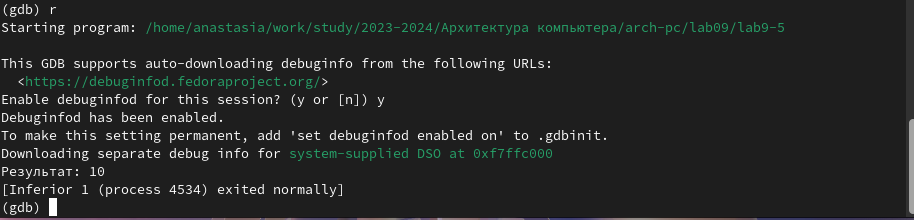 (gdb) r
Starting program: /home/anastasia/work/study/2023-2024/Архитектура компьютера/arch-pc/lab09/lab9-5

This GDB supports auto-downloading debuginfo from the following URLs:
  <https://debuginfod.fedoraproject.org/>
Enable debuginfod for this session? (y or [n]) y
Debuginfod has been enabled.
To make this setting permanent, add 'set debuginfod enabled on' to .gdbinit.
Downloading separate debug info for system-supplied DSO at 0xf7ffc000
Результат: 10
[Inferior 1 (process 4534) exited normally]
(gdb)